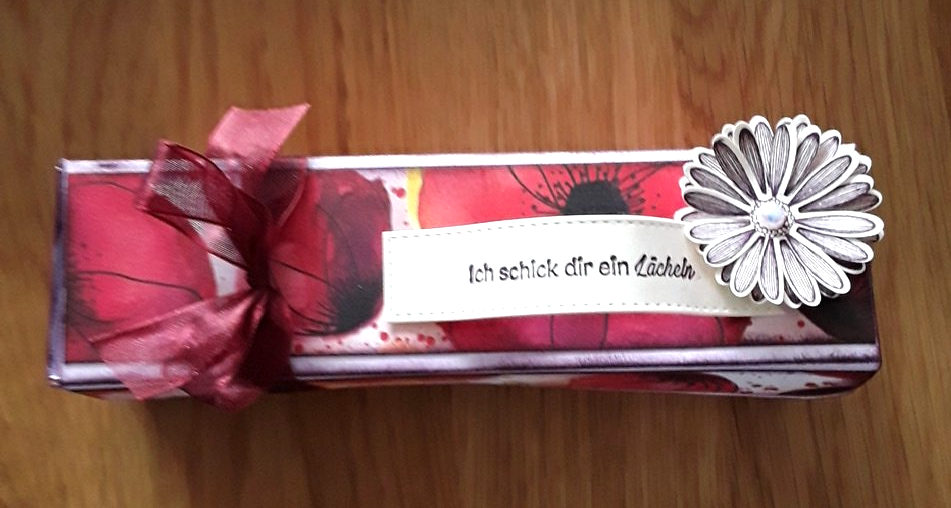 Ich schick dir ein Lächeln